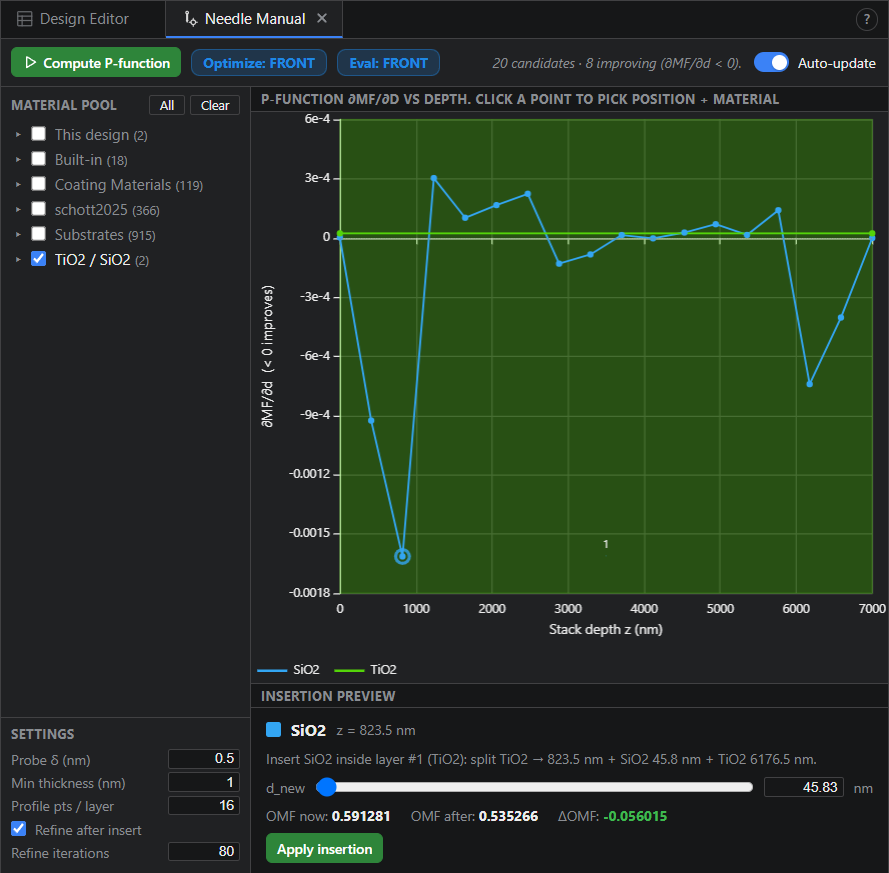 Design Editor
Needle Manual ✕
?
Compute P-function
Optimize: FRONT
Eval: FRONT
20 candidates · 8 improving (∂MF/∂d < 0).
Auto-update
MATERIAL POOL
All
Clear
This design (2)
Built-in (18)
Coating Materials (119)
schott2025 (366)
Substrates (915)
TiO2 / SiO2 (2)
P-FUNCTION ∂MF/∂D VS DEPTH. CLICK A POINT TO PICK POSITION + MATERIAL
6e-4
3e-4
0
-3e-4
-6e-4
-9e-4
-0.0012
-0.0015
-0.0018
∂MF/∂d (< 0 improves)
1
0 1000 2000 3000 4000 5000 6000 7000
Stack depth z (nm)
SiO2 TiO2
SETTINGS
Probe δ (nm) 0.5
Min thickness (nm) 1
Profile pts / layer 16
Refine after insert
Refine iterations 80
INSERTION PREVIEW
SiO2 z = 823.5 nm
Insert SiO2 inside layer #1 (TiO2): split TiO2 → 823.5 nm + SiO2 45.8 nm + TiO2 6176.5 nm.
d_new 45.83 nm
OMF now: 0.591281 OMF after: 0.535266 ΔOMF: -0.056015
Apply insertion